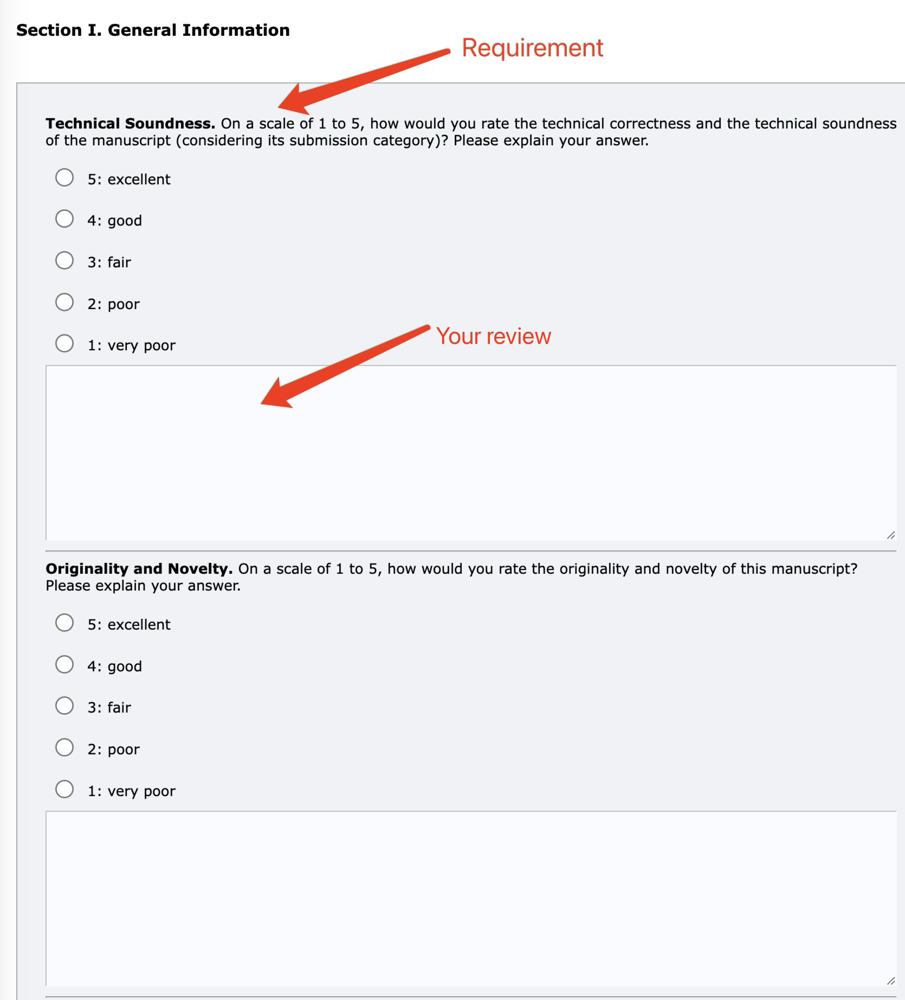 Section I. General Information
Requirement
Technical Soundness. On a scale of 1 to 5, how would you rate the technical correctness and the technical soundness
of the manuscript (considering its submission category)? Please explain your answer.
5: excellent
4: good
3: fair
2: poor
1: very poor
Your review
Originality and Novelty. On a scale of 1 to 5, how would you rate the originality and novelty of this manuscript?
Please explain your answer.
5: excellent
4: good
3: fair
2: poor
1: very poor